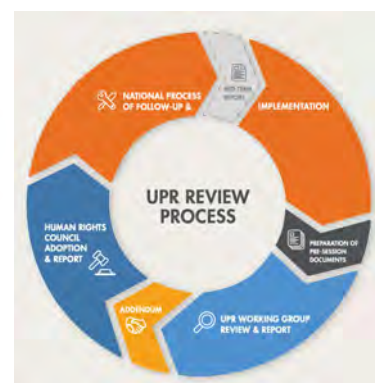 MID-TERM
REPORT
NATIONAL PROCESS
OF FOLLOW-UP &
IMPLEMENTATION
UPR REVIEW
PROCESS
HUMAN RIGHTS
COUNCIL
ADOPTION
& REPORT
PREPARATION OF
PRE-SESSION
DOCUMENTS
ADDENDUM
UPR WORKING GROUP
REVIEW & REPORT